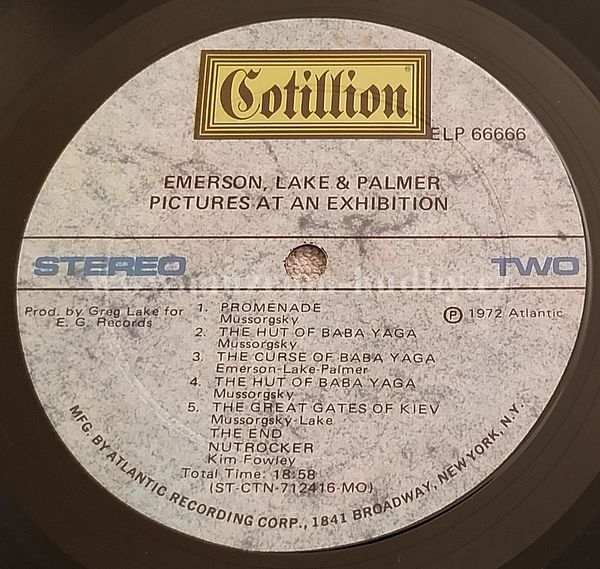 Cotillion
ELP 66666
EMERSON, LAKE & PALMER
PICTURES AT AN EXHIBITION
STEREO
TWO
Prod. by Greg Lake for
E. G. Records
℗ 1972 Atlantic
1. PROMENADE
Mussorgsky
2. THE HUT OF BABA YAGA
Mussorgsky
3. THE CURSE OF BABA YAGA
Emerson-Lake-Palmer
4. THE HUT OF BABA YAGA
Mussorgsky
5. THE GREAT GATES OF KIEV
Mussorgsky-Lake
THE END
NUTROCKER
Kim Fowley
Total Time: 18:58
(ST-CTN-712416-MO)
MFG. BY ATLANTIC RECORDING CORP., 1841 BROADWAY, NEW YORK, N.Y.